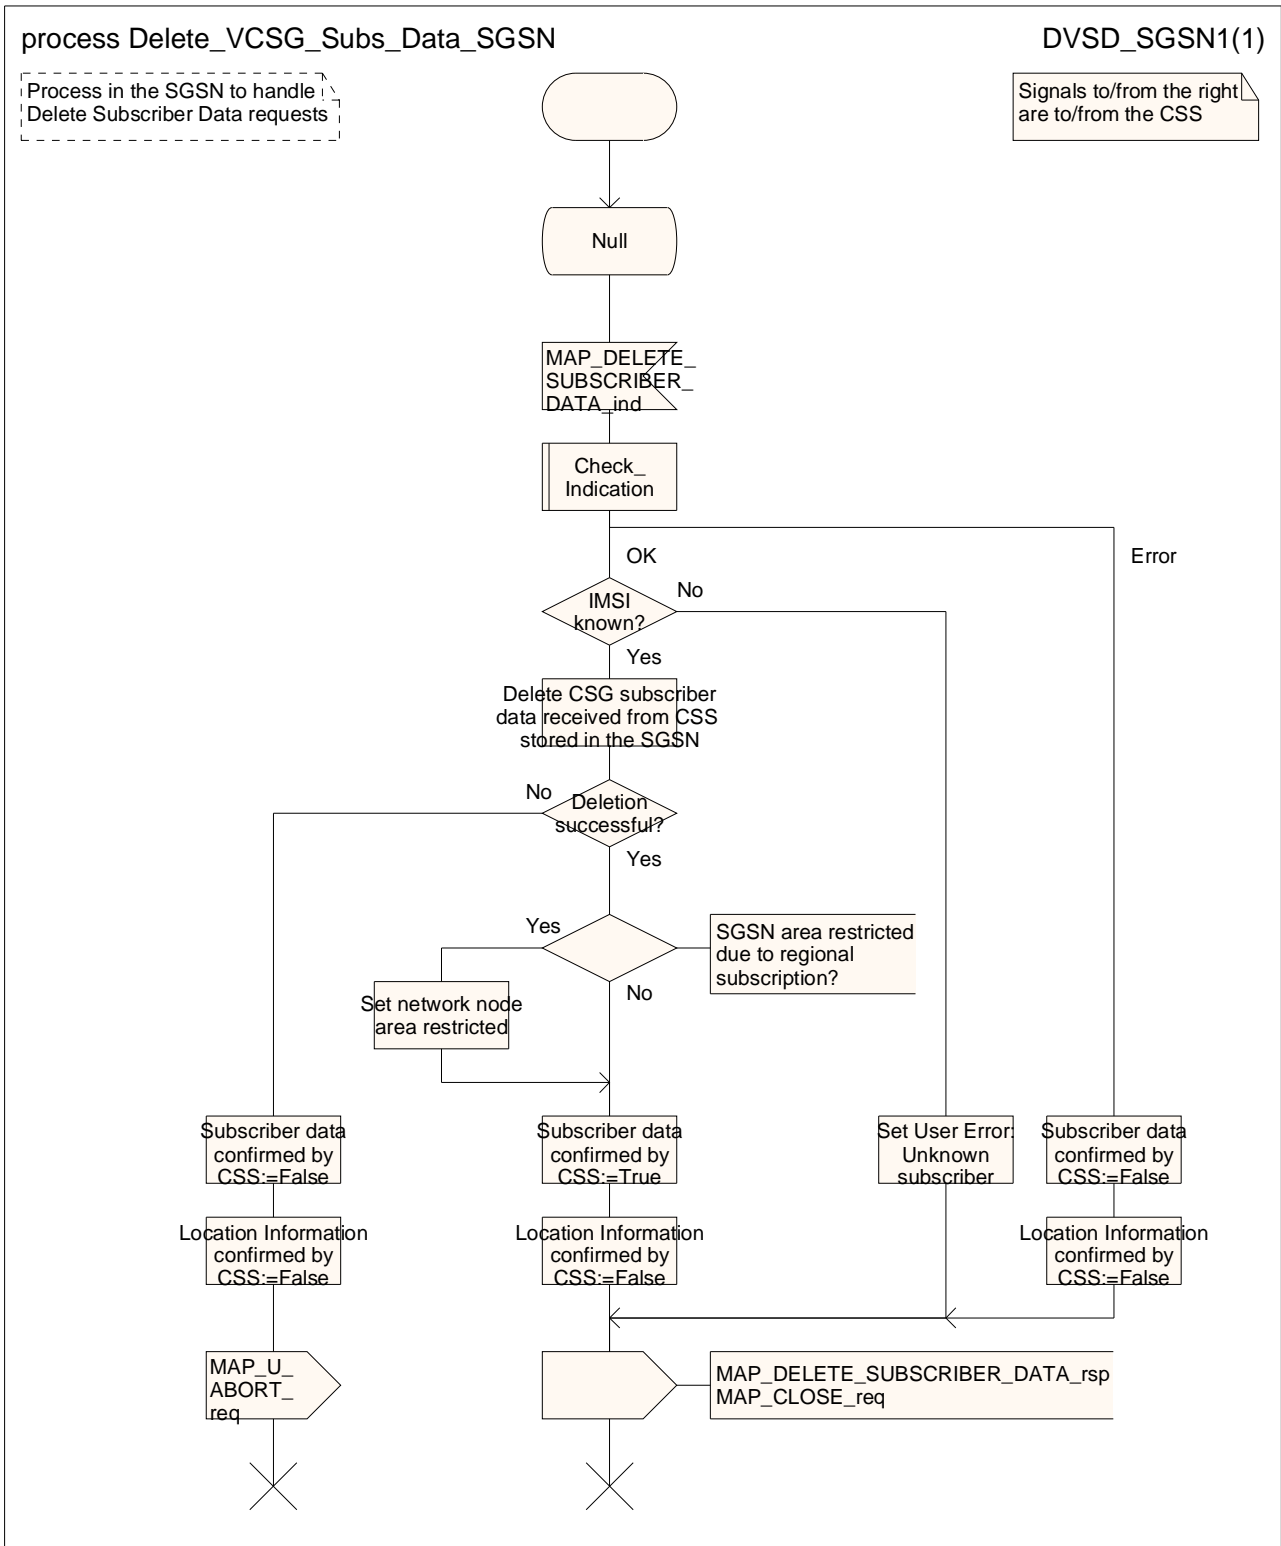 process Delete_VCSG_Subs_Data_SGSN
DVSD_SGSN1(1)
Process in the SGSN to handle
Delete Subscriber Data requests
Signals to/from the right
are to/from the CSS
Null
MAP_DELETE_
SUBSCRIBER_
DATA_ind
Check_
Indication
OK
Error
IMSI
known?
No
Yes
Delete CSG subscriber
data received from CSS
stored in the SGSN
No
Deletion
successful?
Yes
Yes
SGSN area restricted
due to regional
subscription?
No
Set network node
area restricted
Subscriber data
confirmed by
CSS:=False
Subscriber data
confirmed by
CSS:=True
Set User Error:
Unknown
subscriber
Subscriber data
confirmed by
CSS:=False
Location Information
confirmed by
CSS:=False
Location Information
confirmed by
CSS:=False
Location Information
confirmed by
CSS:=False
MAP_U_
ABORT_
req
MAP_DELETE_SUBSCRIBER_DATA_rsp
MAP_CLOSE_req